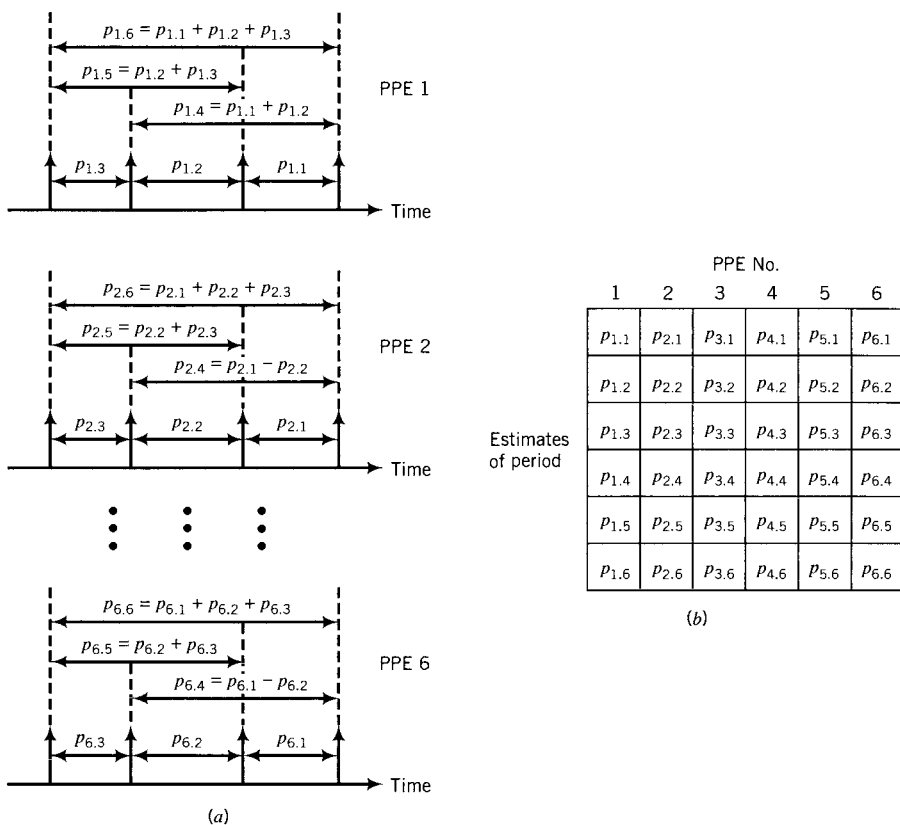 p1.6 = p1.1 + p1.2 + p1.3
p1.5 = p1.2 + p1.3
PPE 1
p1.4 = p1.1 + p1.2
p1.3 p1.2 p1.1
Time
p2.6 = p2.1 + p2.2 + p2.3
p2.5 = p2.2 + p2.3
PPE 2
p2.4 = p2.1 − p2.2
p2.3 p2.2 p2.1
Time
p6.6 = p6.1 + p6.2 + p6.3
p6.5 = p6.2 + p6.3
PPE 6
p6.4 = p6.1 − p6.2
p6.3 p6.2 p6.1
Time
(a)
PPE No.
1 2 3 4 5 6
p1.1 p2.1 p3.1 p4.1 p5.1 p6.1
p1.2 p2.2 p3.2 p4.2 p5.2 p6.2
p1.3 p2.3 p3.3 p4.3 p5.3 p6.3
Estimates
of period
p1.4 p2.4 p3.4 p4.4 p5.4 p6.4
p1.5 p2.5 p3.5 p4.5 p5.5 p6.5
p1.6 p2.6 p3.6 p4.6 p5.6 p6.6
(b)